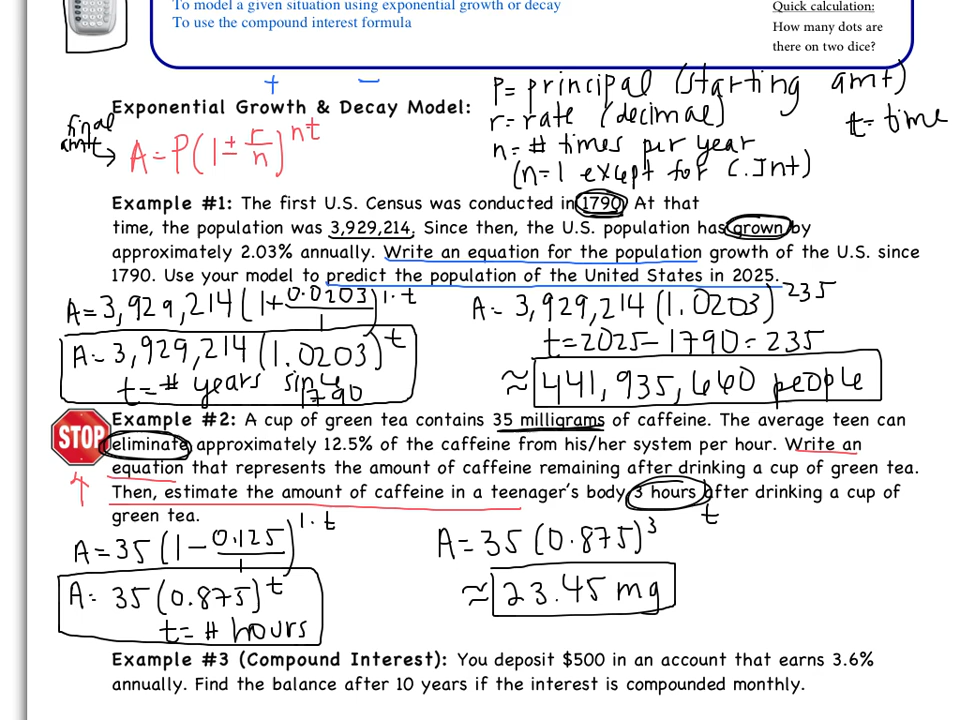 To model a given situation using exponential growth or decay
To use the compound interest formula
Quick calculation:
How many dots are
there on two dice?
+ −
Exponential Growth & Decay Model:
P= principal (starting amt)
r= rate (decimal)
t= time
n= # times per year
(n=1 except for C.Int)
final
amt →
A=P(1 ± r/n)^nt
Example #1: The first U.S. Census was conducted in 1790. At that
time, the population was 3,929,214. Since then, the U.S. population has grown by
approximately 2.03% annually. Write an equation for the population growth of the U.S. since
1790. Use your model to predict the population of the United States in 2025.
A=3,929,214(1+0.0203/1)^1·t
A=3,929,214(1.0203)^t
t=# years since 1790
A=3,929,214(1.0203)^235
t=2025−1790=235
≈ 441,935,660 people
STOP
Example #2: A cup of green tea contains 35 milligrams of caffeine. The average teen can
eliminate approximately 12.5% of the caffeine from his/her system per hour. Write an
equation that represents the amount of caffeine remaining after drinking a cup of green tea.
Then, estimate the amount of caffeine in a teenager's body 3 hours after drinking a cup of
green tea.
t
A=35(1−0.125/1)^1·t
A=35(0.875)^t
t=# hours
A=35(0.875)^3
≈ 23.45 mg
Example #3 (Compound Interest): You deposit $500 in an account that earns 3.6%
annually. Find the balance after 10 years if the interest is compounded monthly.